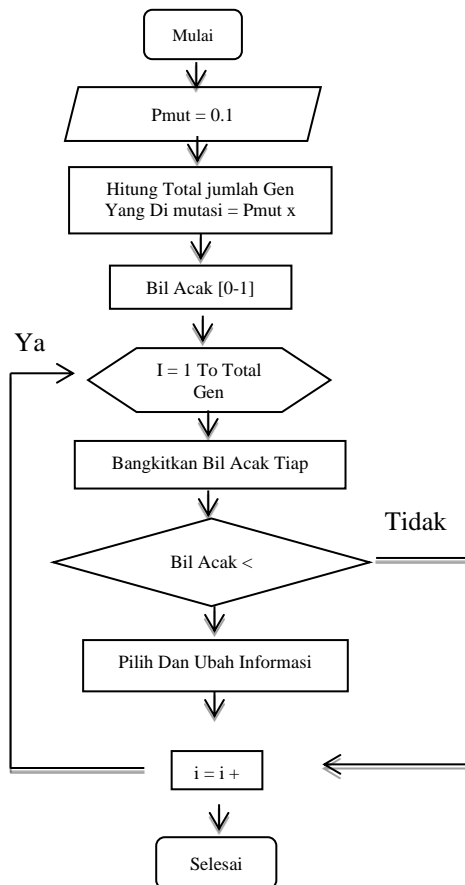 Mulai
Pmut = 0.1
Hitung Total jumlah Gen
Yang Di mutasi = Pmut x
Bil Acak [0-1]
Ya
I = 1 To Total
Gen
Bangkitkan Bil Acak Tiap
Tidak
Bil Acak <
Pilih Dan Ubah Informasi
i = i +
Selesai